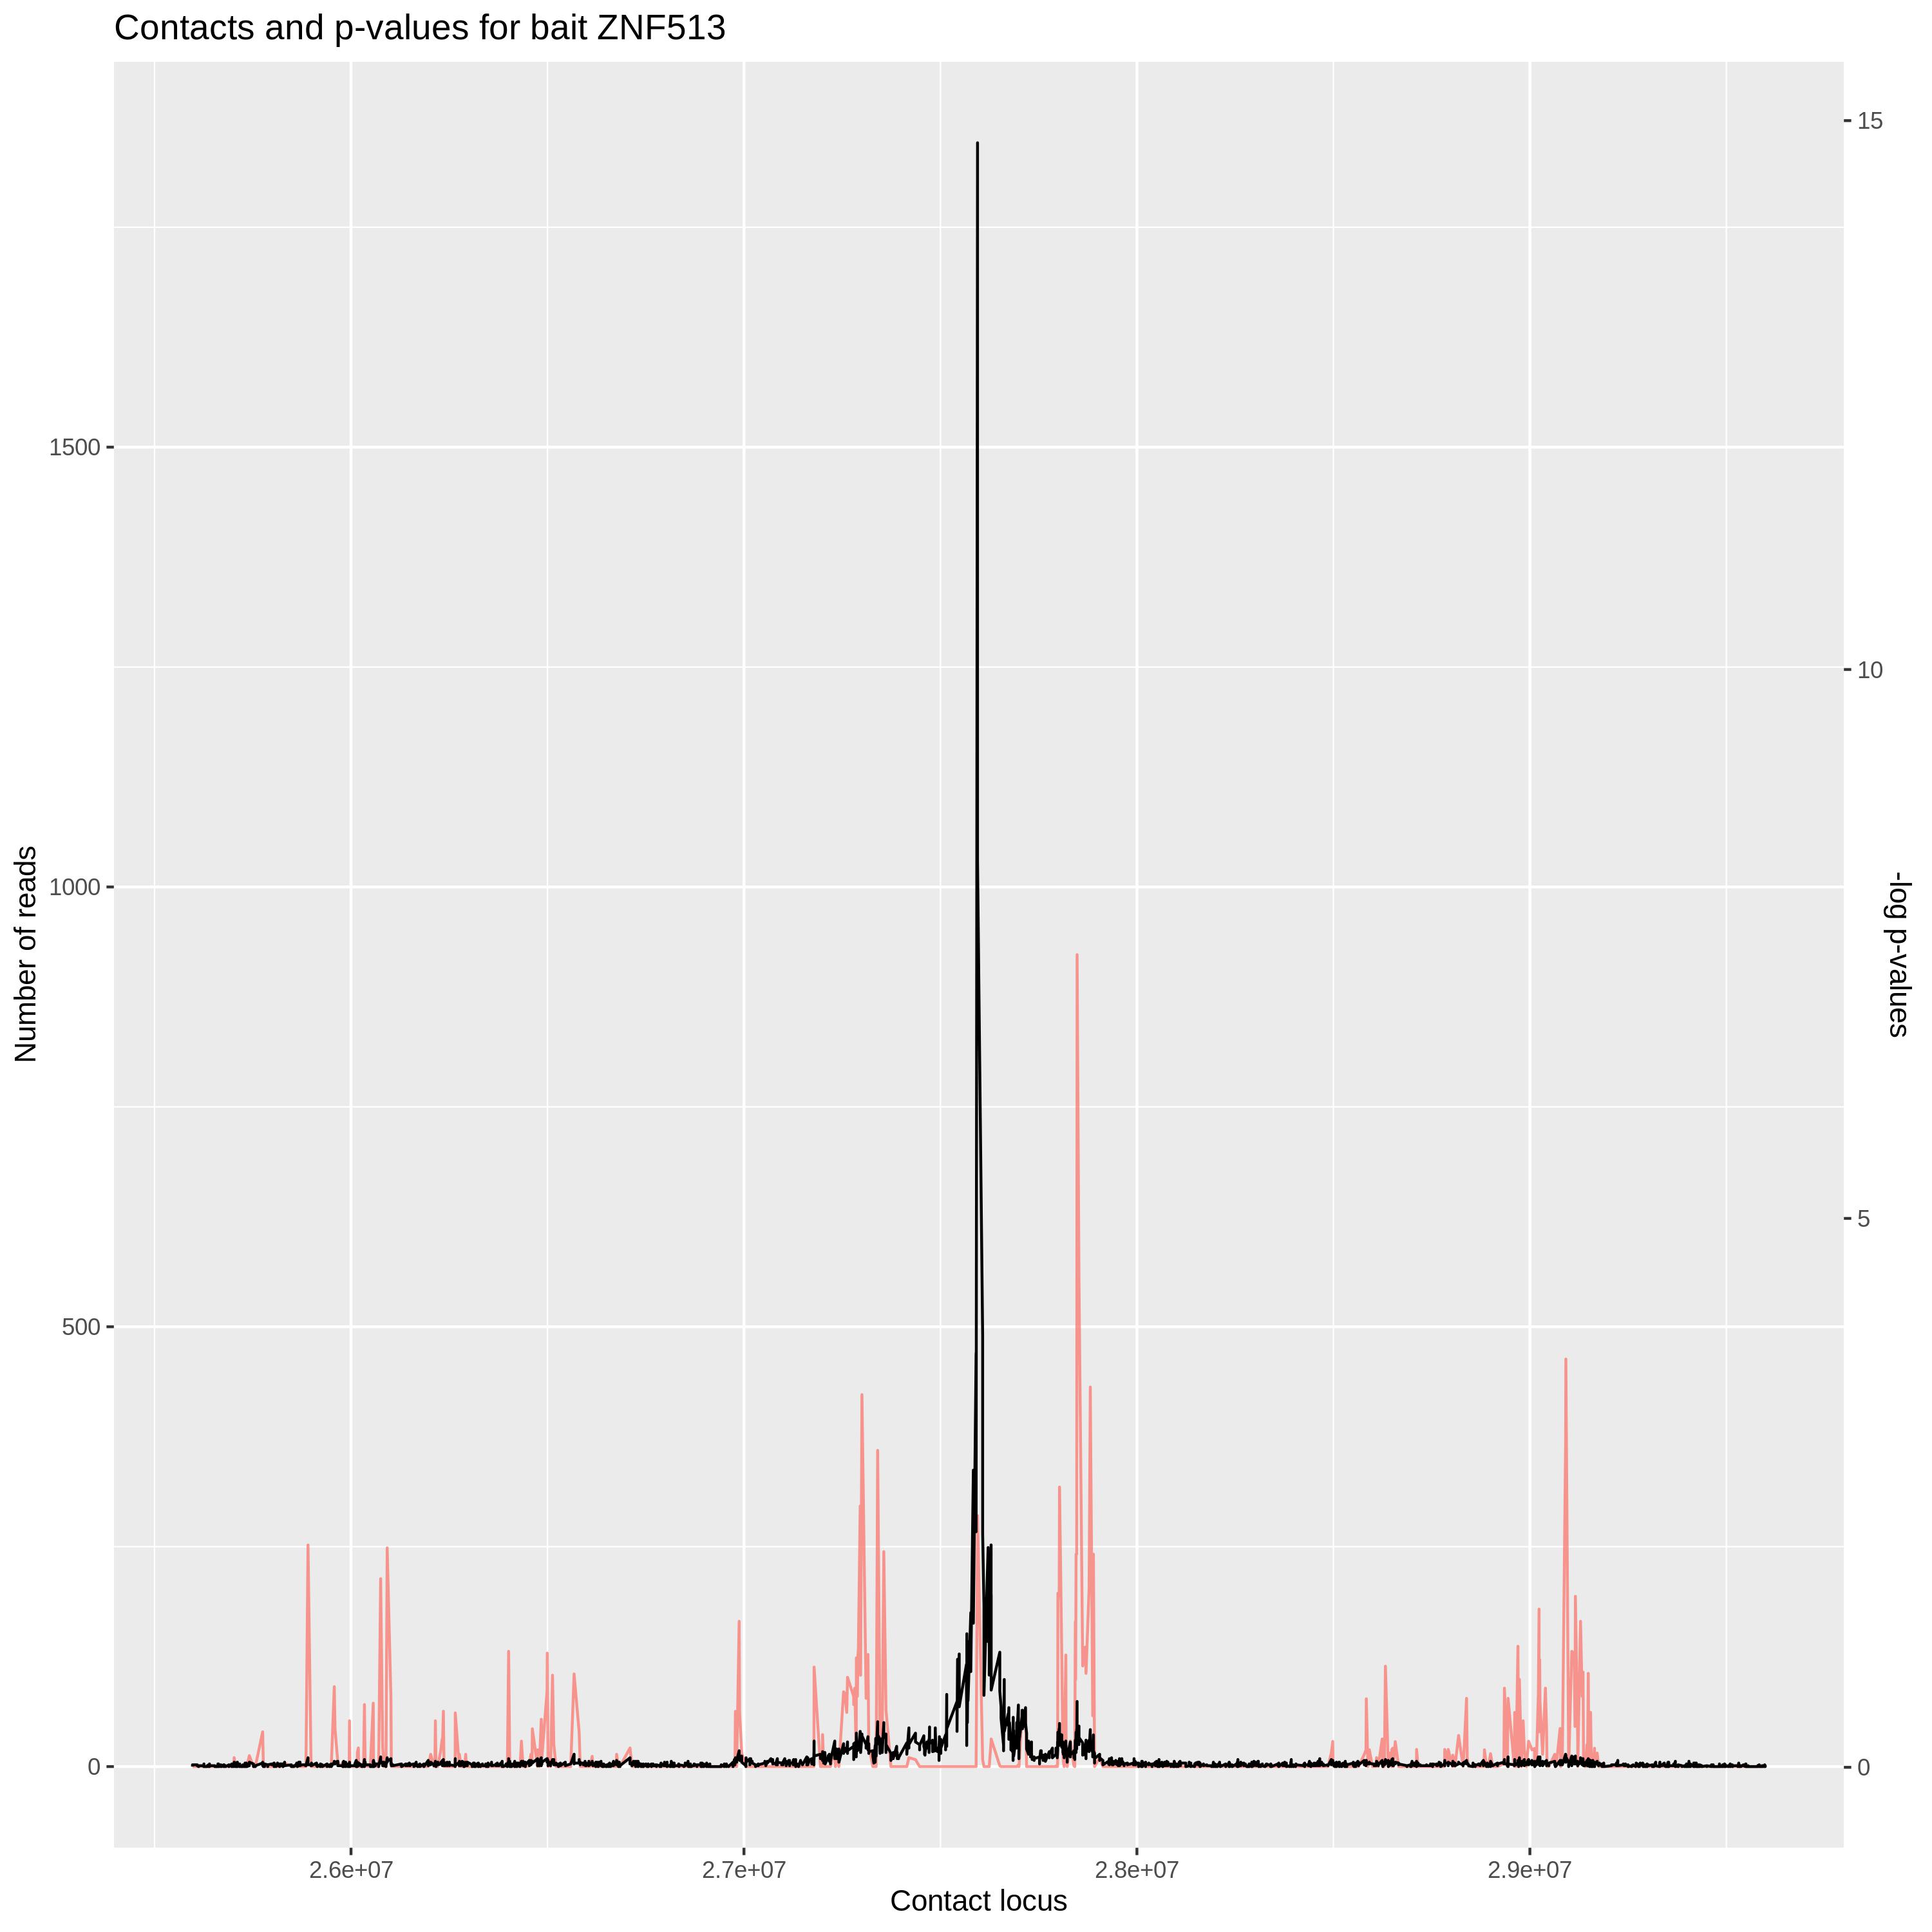 Contacts and p-values for bait ZNF513
Number of reads
1500
1000
500
0
15
10
5
0
-log p-values
2.6e+07
2.7e+07
2.8e+07
2.9e+07
Contact locus